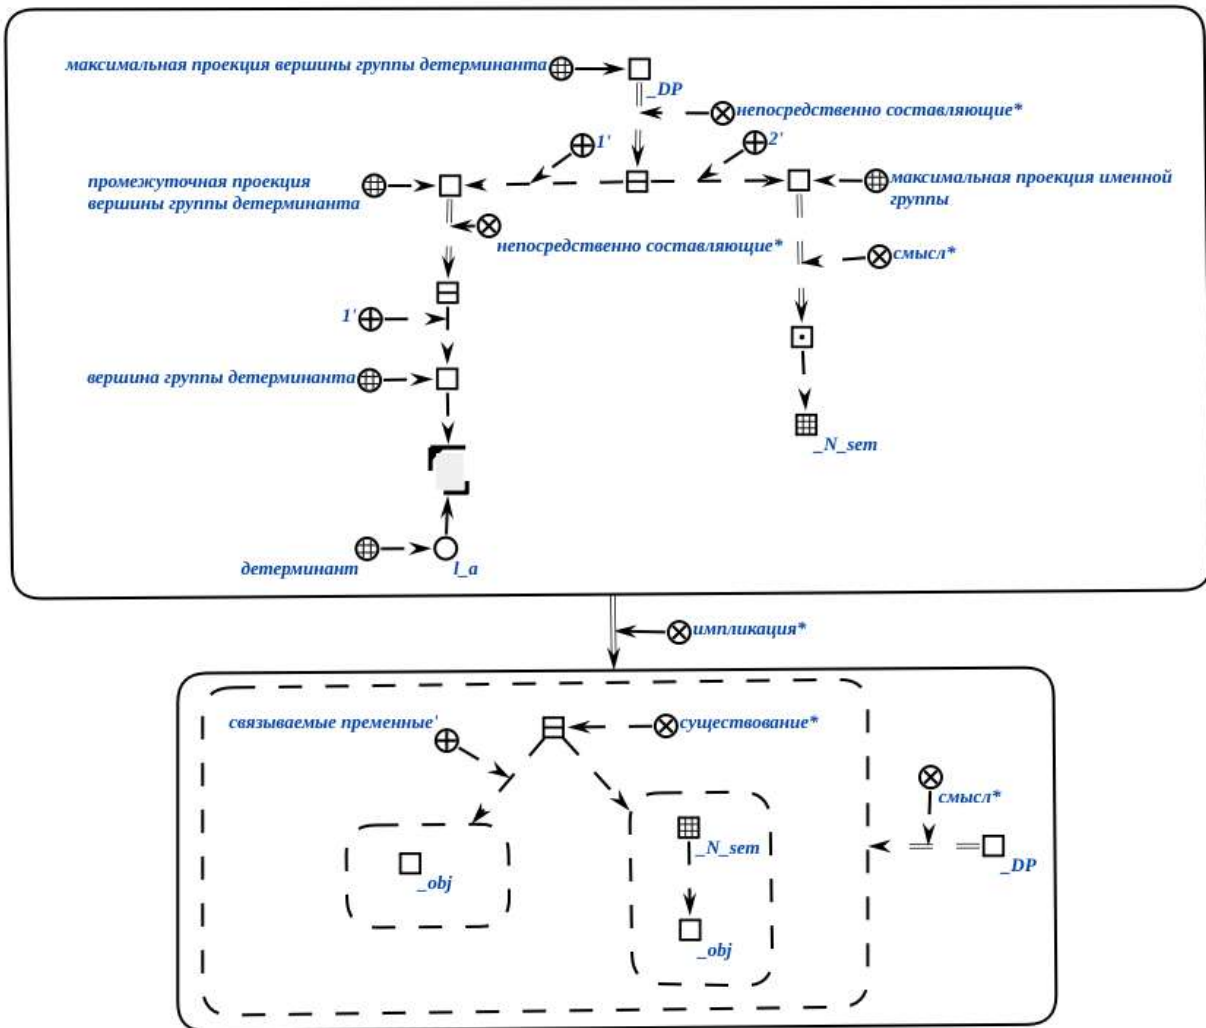 максимальная проекция вершины группы детерминанта
_DP
непосредственно составляющие*
1'
2'
промежуточная проекция
вершины группы детерминанта
максимальная проекция именной
группы
непосредственно составляющие*
смысл*
1'
вершина группы детерминанта
_N_sem
детерминант
l_a
импликация*
связываемые пременные'
существование*
смысл*
_N_sem
_DP
_obj
_obj